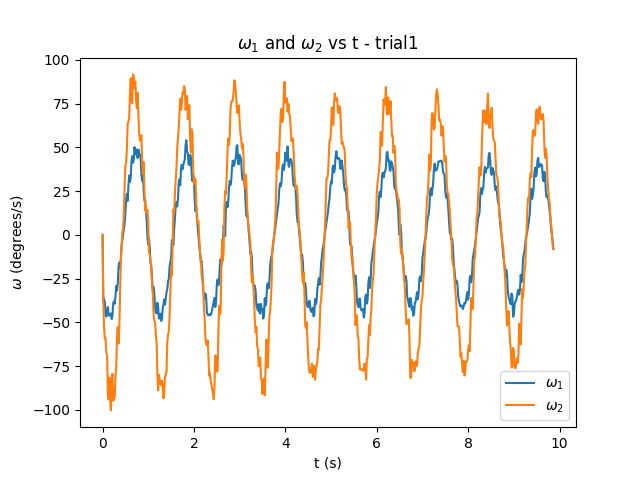 ω₁ and ω₂ vs t - trial1
100
75
50
25
0
−25
−50
−75
−100
ω (degrees/s)
0 2 4 6 8 10
t (s)
ω₁
ω₂